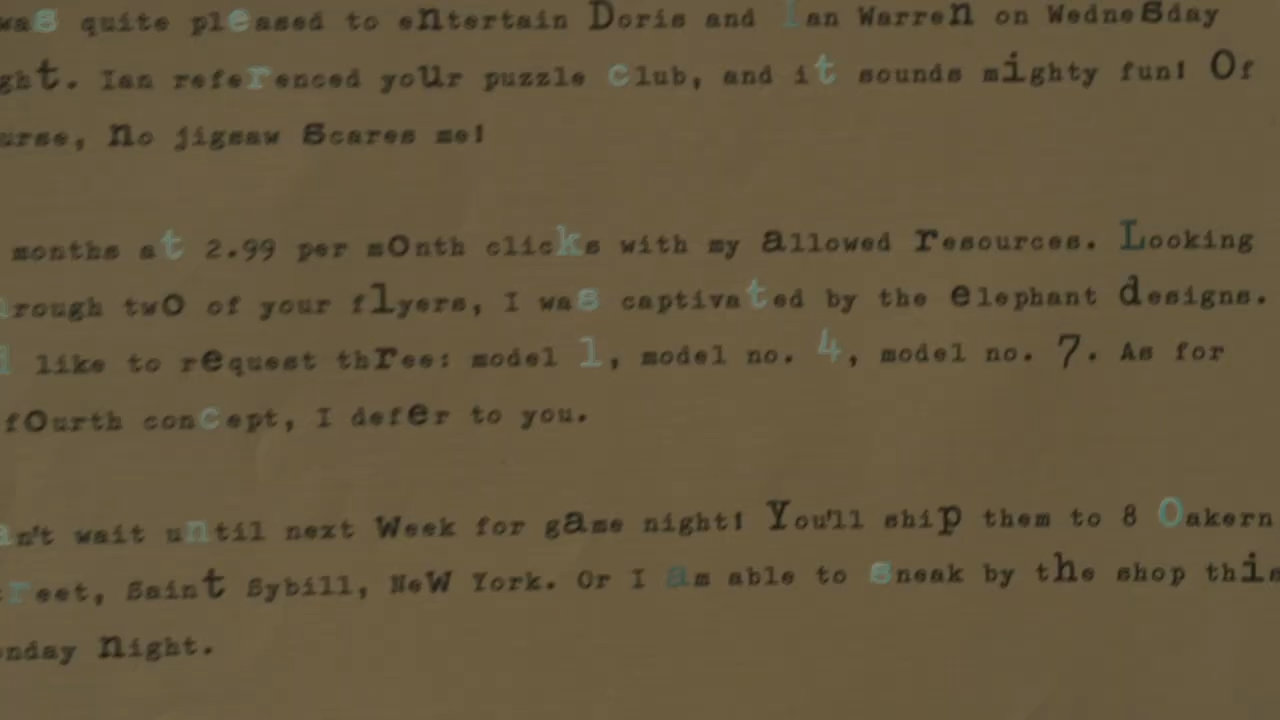 was quite pleased to entertain Doris and Ian Warren on Wednesday
ght. Ian referenced your puzzle club, and it sounds mighty fun! Of
urse, no jigsaw scares me!
months at 2.99 per month clicks with my allowed resources. Looking
rough two of your flyers, I was captivated by the elephant designs.
like to request three: model 1, model no. 4, model no. 7. As for
fourth concept, I defer to you.
an't wait until next Week for game night! You'll ship them to 8 Oakern
reet, Saint Sybill, NeW York. Or I am able to sneak by the shop this
onday night.